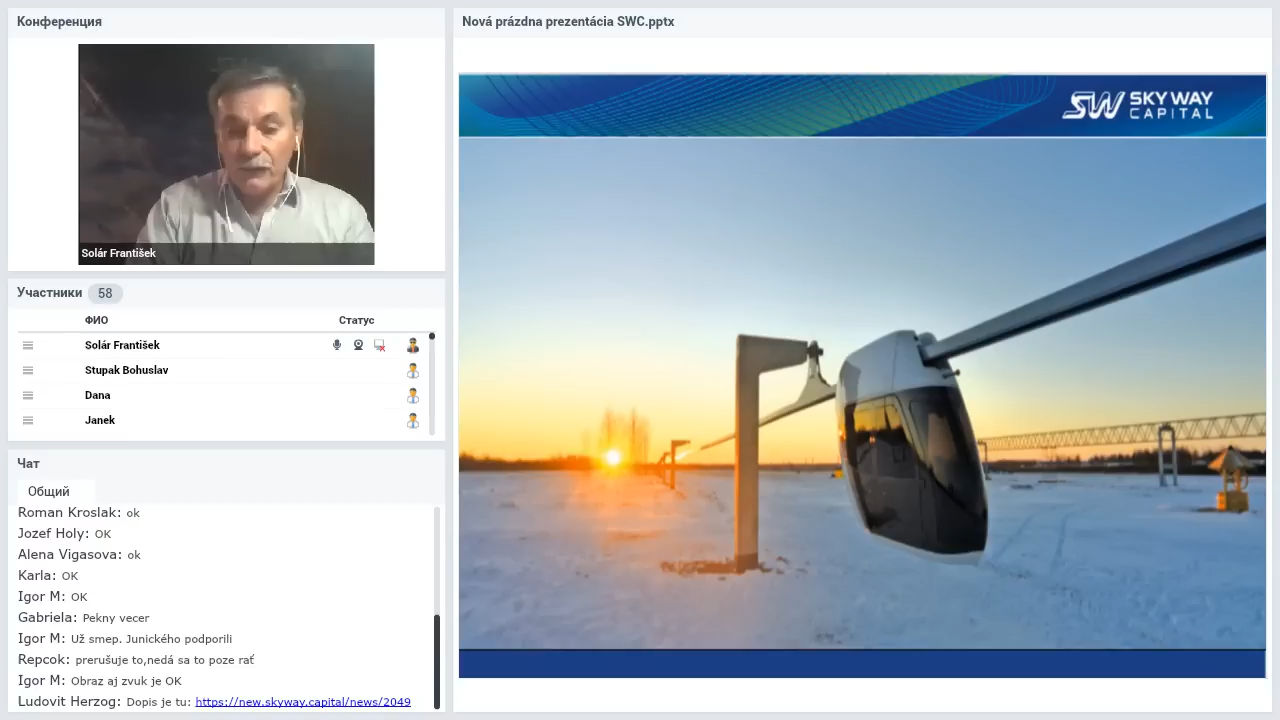 Конференция
Solár František
Участники 58
ФИО Статус
Solár František
Stupak Bohuslav
Dana
Janek
Чат
Общий
Roman Kroslak: ok
Jozef Holy: OK
Alena Vigasova: ok
Karla: OK
Igor M: OK
Gabriela: Pekny vecer
Igor M: Už smep. Junického podporili
Repcok: prerušuje to,nedá sa to poze rať
Igor M: Obraz aj zvuk je OK
Ludovit Herzog: Dopis je tu: https://new.skyway.capital/news/2049
Nová prázdna prezentácia SWC.pptx
SW SKY WAY
CAPITAL